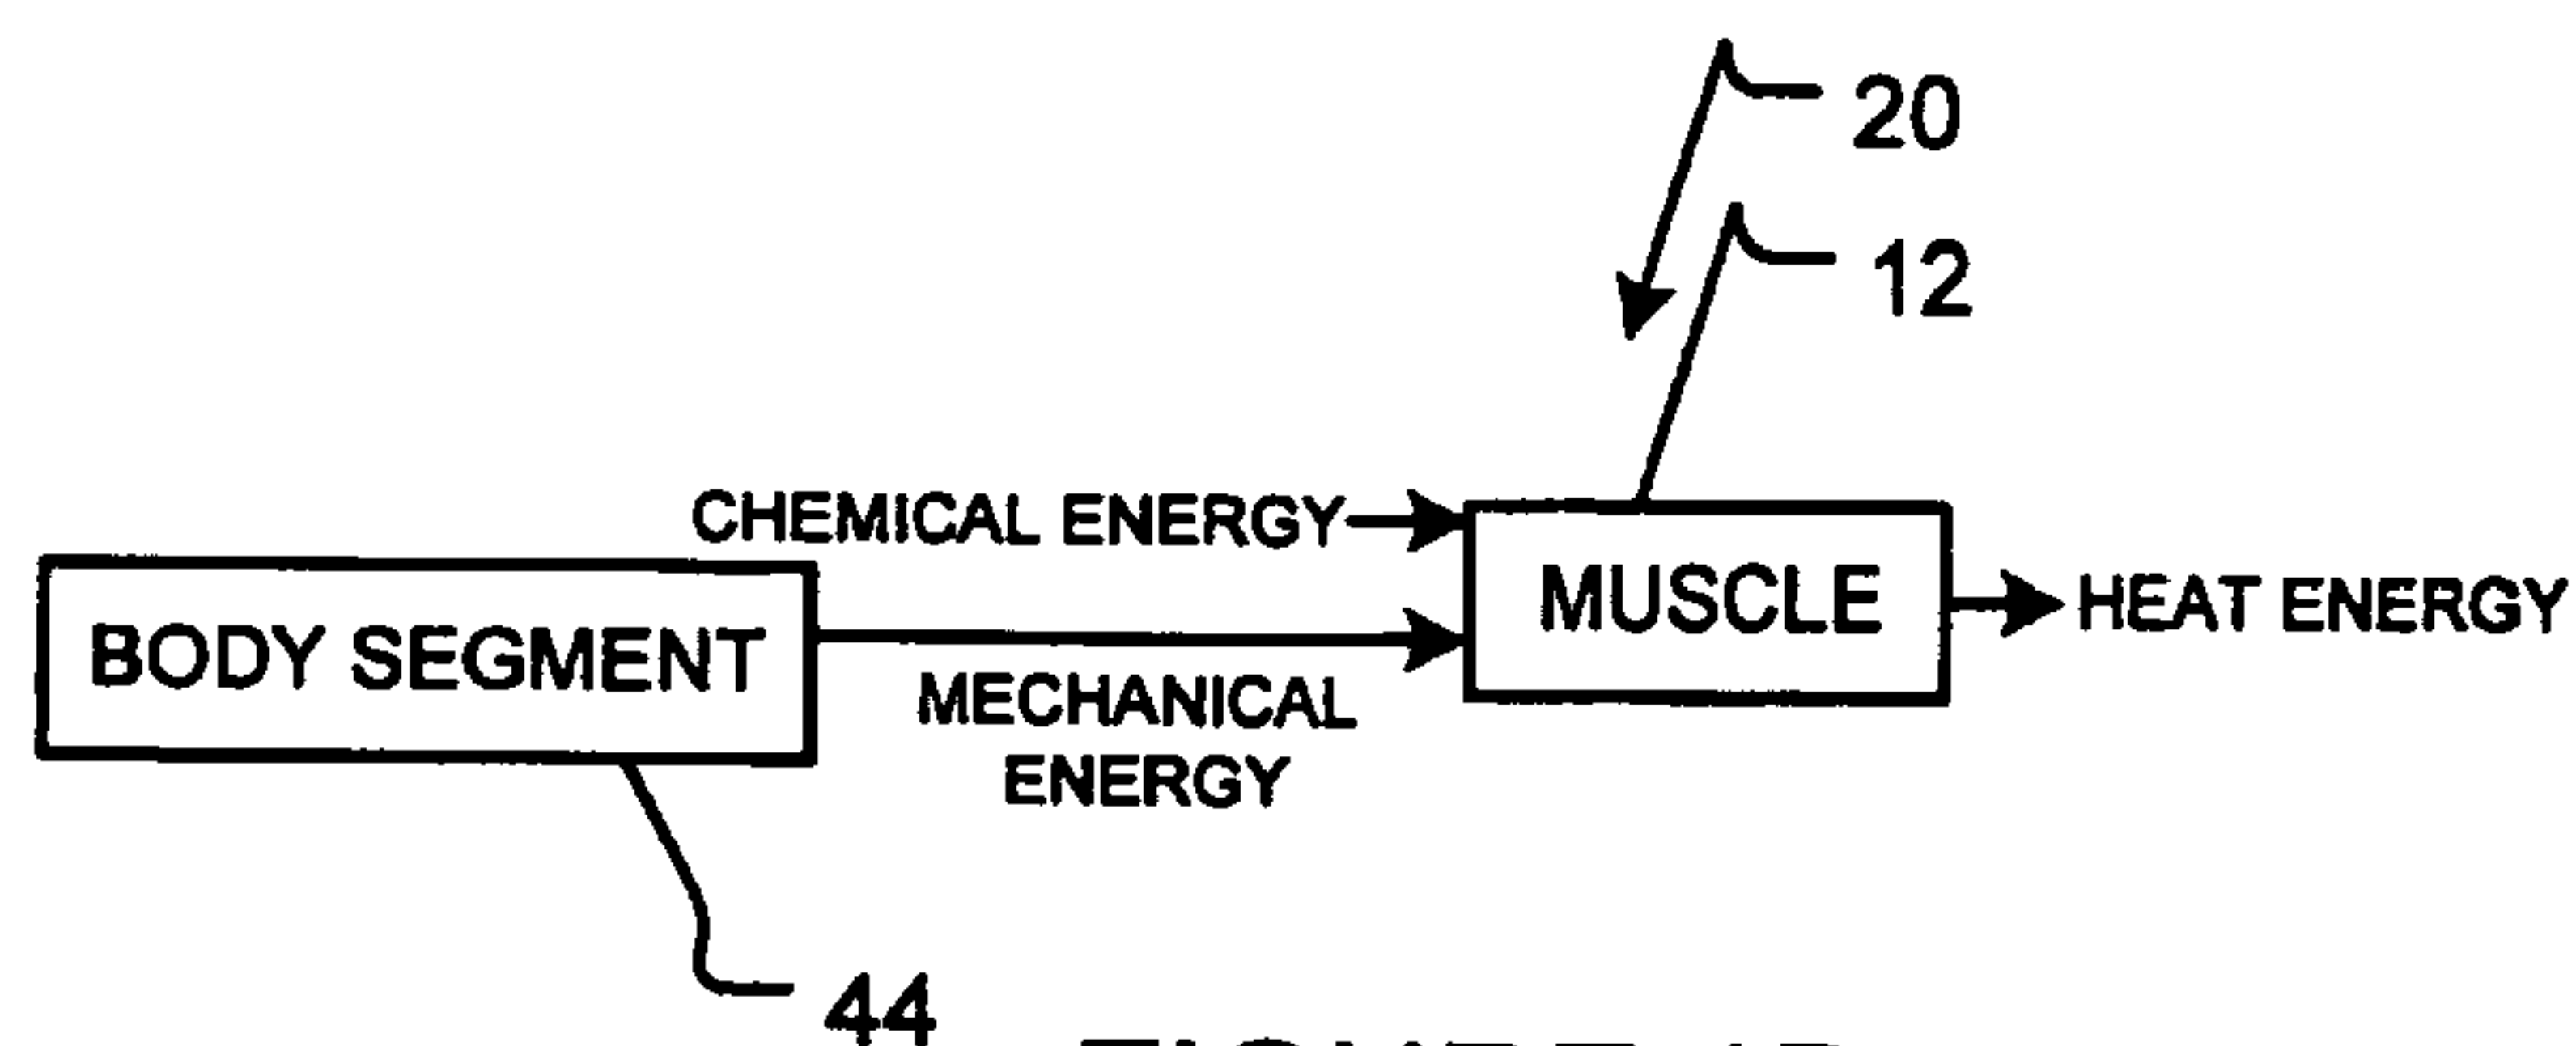 20
12
CHEMICAL ENERGY
BODY SEGMENT
MUSCLE
HEAT ENERGY
MECHANICAL
ENERGY
44